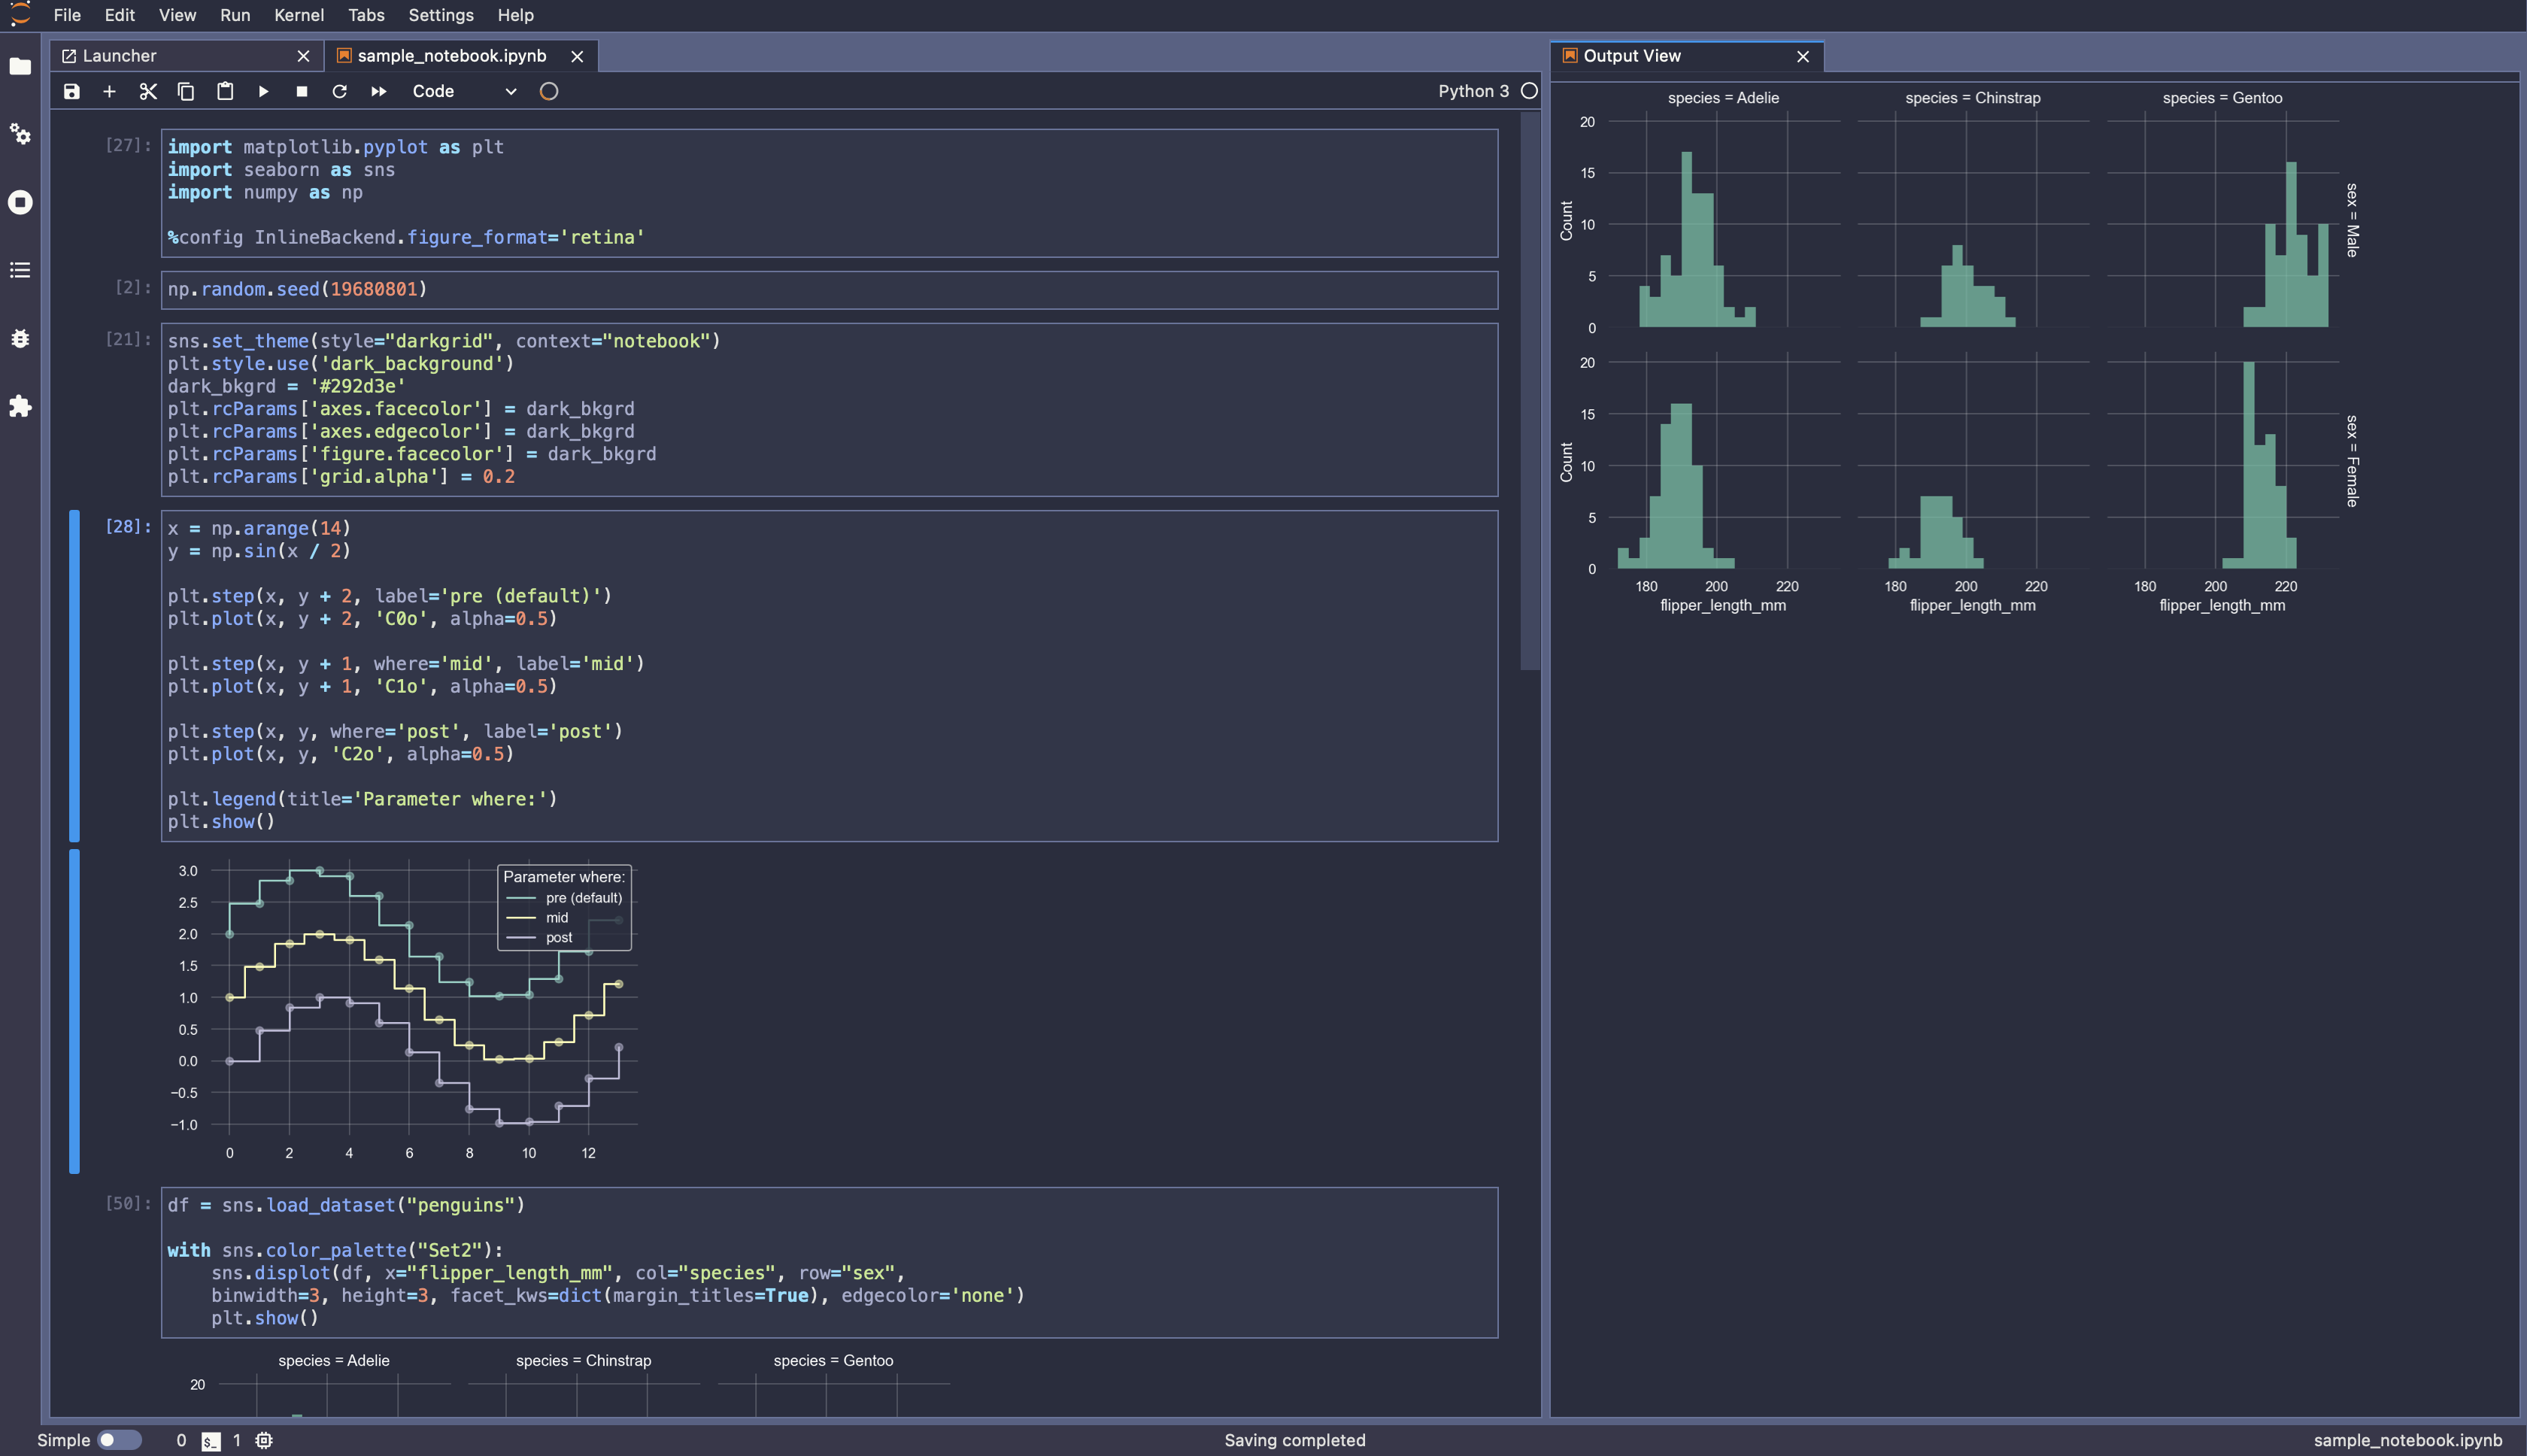 File Edit View Run Kernel Tabs Settings Help
Launcher
sample_notebook.ipynb
Code
Python 3
[27]:
import matplotlib.pyplot as plt
import seaborn as sns
import numpy as np
%config InlineBackend.figure_format='retina'
[2]:
np.random.seed(19680801)
[21]:
sns.set_theme(style="darkgrid", context="notebook")
plt.style.use('dark_background')
dark_bkgrd = '#292d3e'
plt.rcParams['axes.facecolor'] = dark_bkgrd
plt.rcParams['axes.edgecolor'] = dark_bkgrd
plt.rcParams['figure.facecolor'] = dark_bkgrd
plt.rcParams['grid.alpha'] = 0.2
[28]:
x = np.arange(14)
y = np.sin(x / 2)
plt.step(x, y + 2, label='pre (default)')
plt.plot(x, y + 2, 'C0o', alpha=0.5)
plt.step(x, y + 1, where='mid', label='mid')
plt.plot(x, y + 1, 'C1o', alpha=0.5)
plt.step(x, y, where='post', label='post')
plt.plot(x, y, 'C2o', alpha=0.5)
plt.legend(title='Parameter where:')
plt.show()
3.0
2.5
2.0
1.5
1.0
0.5
0.0
−0.5
−1.0
0 2 4 6 8 10 12
Parameter where:
pre (default)
mid
post
[50]:
df = sns.load_dataset("penguins")
with sns.color_palette("Set2"):
    sns.displot(df, x="flipper_length_mm", col="species", row="sex",
    binwidth=3, height=3, facet_kws=dict(margin_titles=True), edgecolor='none')
    plt.show()
species = Adelie species = Chinstrap species = Gentoo
20
Output View
species = Adelie species = Chinstrap species = Gentoo
20
15
10
5
0
Count
sex = Male
20
15
10
5
0
Count
sex = Female
180 200 220 180 200 220 180 200 220
flipper_length_mm flipper_length_mm flipper_length_mm
Simple 0 $_ 1
Saving completed
sample_notebook.ipynb